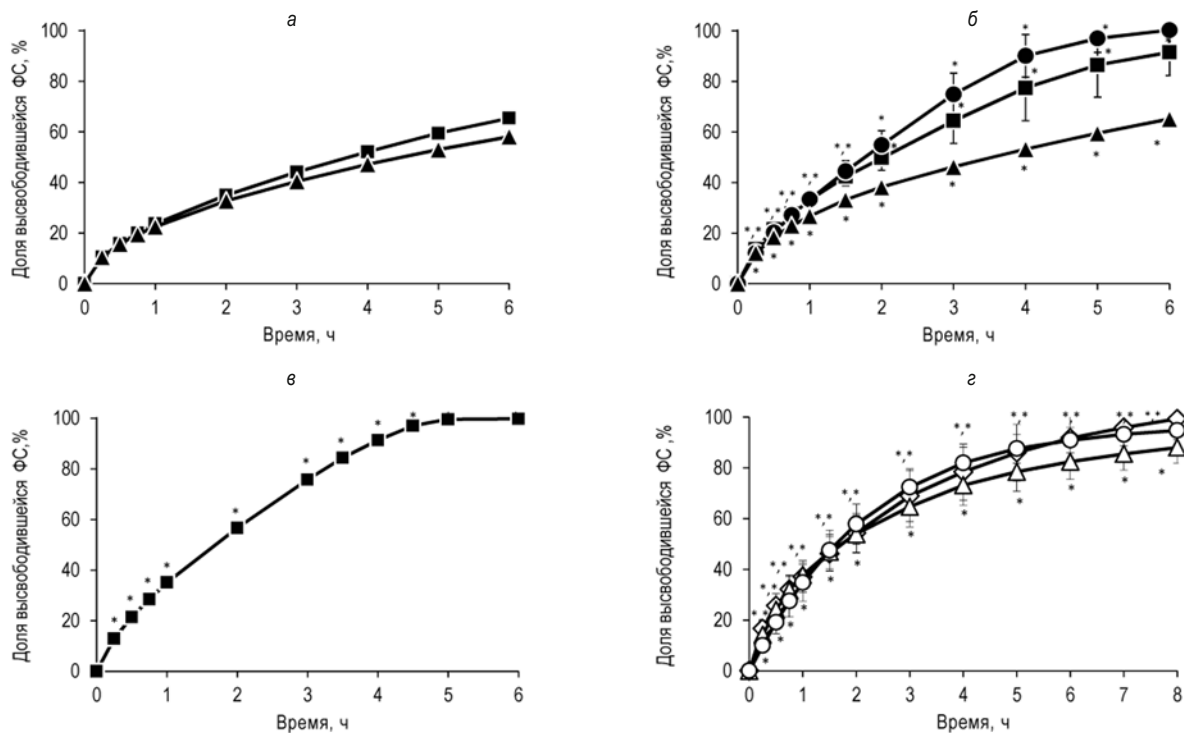 а
Доля высвободившейся ФС, %
100
80
60
40
20
0
0 1 2 3 4 5 6
Время, ч
б
Доля высвободившейся ФС,%
100
80
60
40
20
0
0 1 2 3 4 5 6
Время, ч
в
Доля высвободившейся ФС,%
100
80
60
40
20
0
0 1 2 3 4 5 6
Время, ч
г
Доля высвободившейся ФС ,%
100
80
60
40
20
0
0 1 2 3 4 5 6 7 8
Время, ч